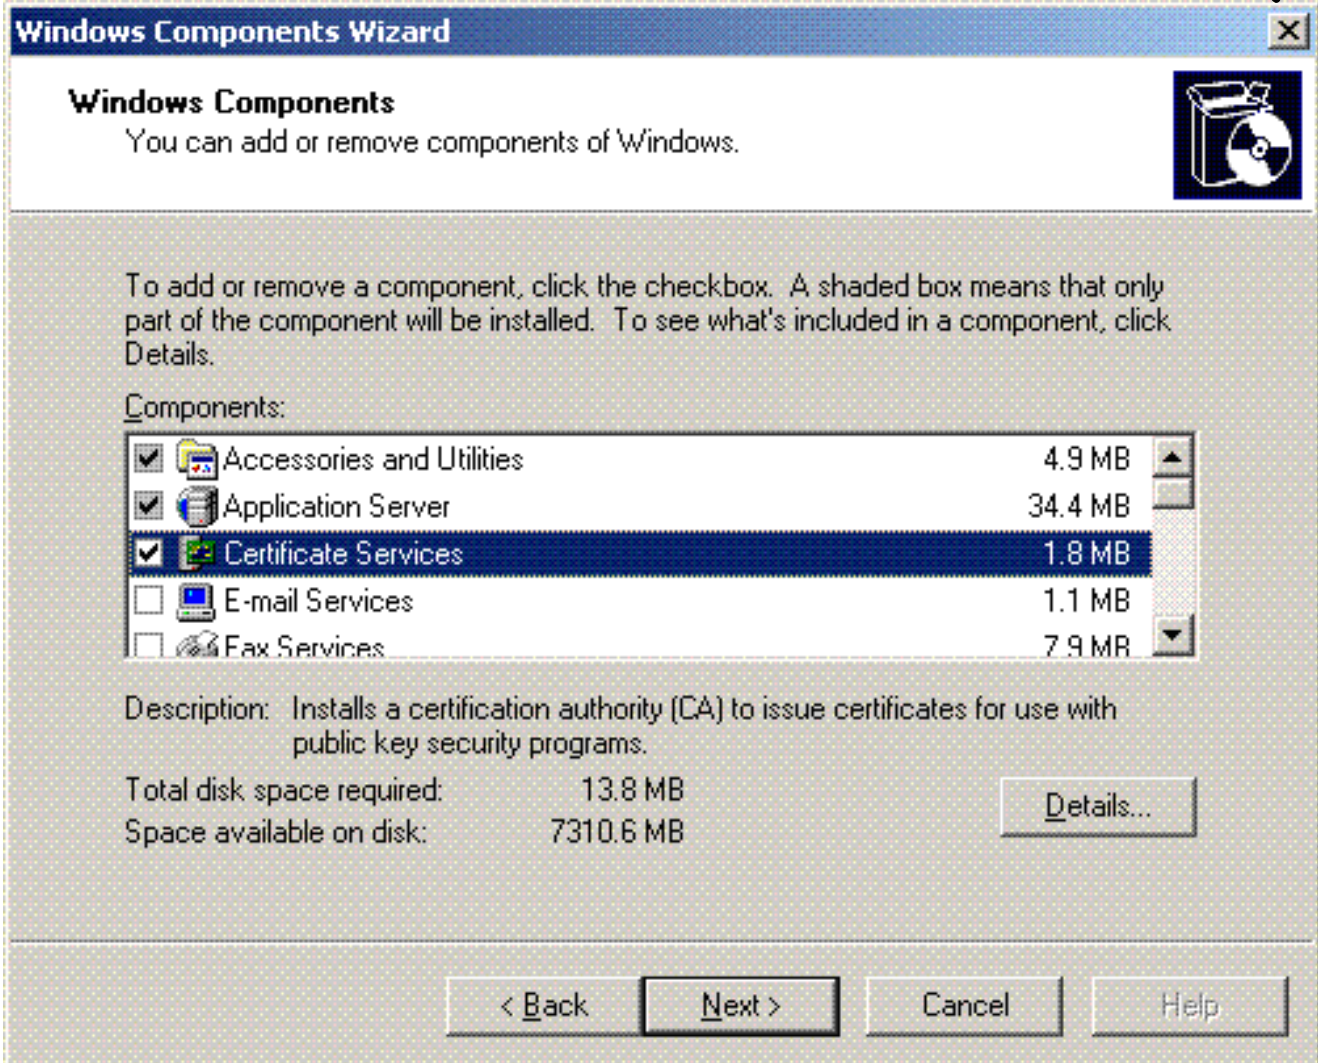 Windows Components Wizard
Windows Components
You can add or remove components of Windows.
To add or remove a component, click the checkbox. A shaded box means that only
part of the component will be installed. To see what's included in a component, click
Details.
Components:
Accessories and Utilities 4.9 MB
Application Server 34.4 MB
Certificate Services 1.8 MB
E-mail Services 1.1 MB
Fax Services 7.9 MB
Description: Installs a certification authority (CA) to issue certificates for use with
public key security programs.
Total disk space required: 13.8 MB
Space available on disk: 7310.6 MB
Details...
< Back Next > Cancel Help